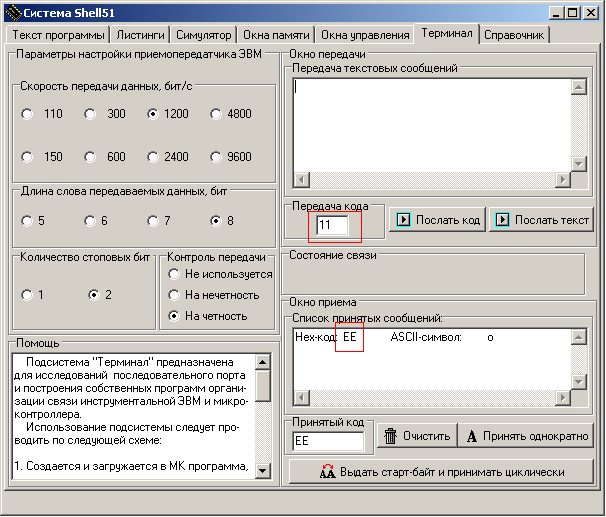 Система Shell51
Текст программы Листинги Симулятор Окна памяти Окна управления Терминал Справочник
Параметры настройки приемопередатчика ЭВМ
Скорость передачи данных, бит/с
110 300 1200 4800
150 600 2400 9600
Длина слова передаваемых данных, бит
5 6 7 8
Количество стоповых бит
1 2
Контроль передачи
Не используется
На нечетность
На четность
Помощь
Подсистема "Терминал" предназначена
для исследований последовательного порта
и построения собственных программ органи-
зации связи инструментальной ЭВМ и микро-
контроллера.
Использование подсистемы следует про-
водить по следующей схеме:
1. Создается и загружается в МК программа,
Окно передачи
Передача текстовых сообщений
Передача кода
11
Послать код Послать текст
Состояние связи
Окно приема
Список принятых сообщений:
Hex-код: EE ASCII-символ: о
Принятый код
EE
Очистить Принять однократно
Выдать старт-байт и принимать циклически